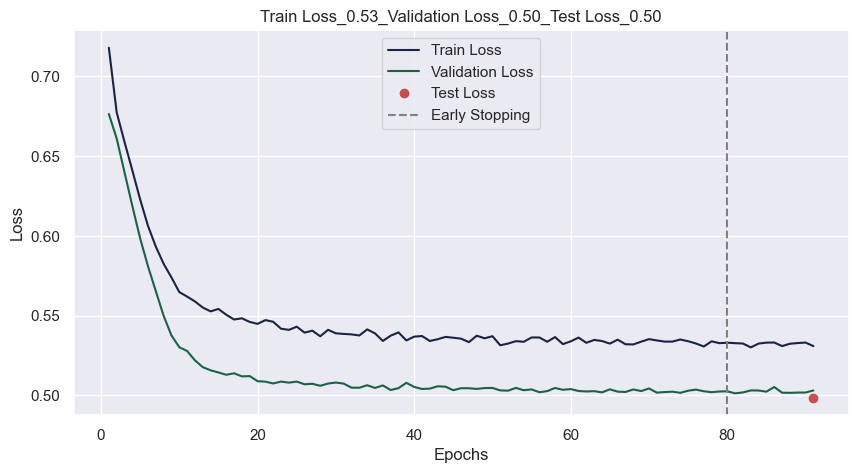 Train Loss_0.53_Validation Loss_0.50_Test Loss_0.50
Train Loss
Validation Loss
Test Loss
Early Stopping
0.70
0.65
0.60
0.55
0.50
Loss
0
20
40
60
80
Epochs